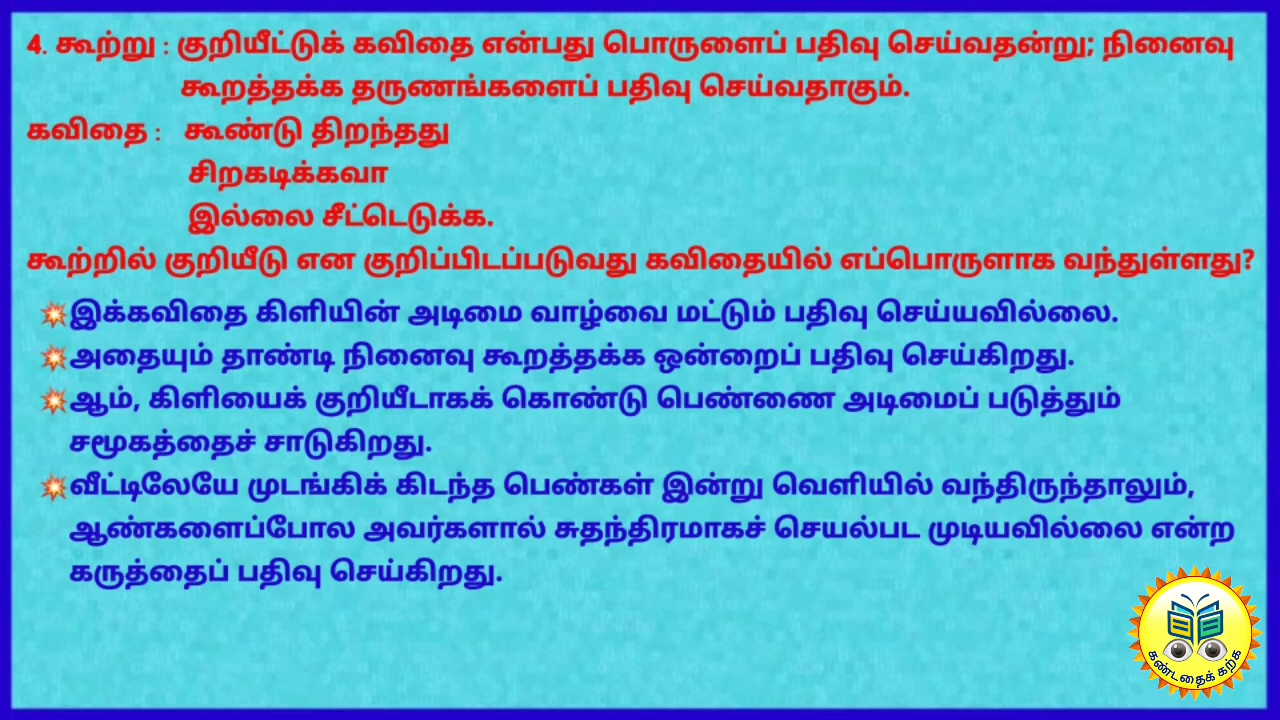 4. கூற்று : குறியீட்டுக் கவிதை என்பது பொருளைப் பதிவு செய்வதன்று; நினைவு
கூறத்தக்க தருணங்களைப் பதிவு செய்வதாகும்.
கவிதை : கூண்டு திறந்தது
சிறகடிக்கவா
இல்லை சீட்டெடுக்க.
கூற்றில் குறியீடு என குறிப்பிடப்படுவது கவிதையில் எப்பொருளாக வந்துள்ளது?
💥இக்கவிதை கிளியின் அடிமை வாழ்வை மட்டும் பதிவு செய்யவில்லை.
💥அதையும் தாண்டி நினைவு கூறத்தக்க ஒன்றைப் பதிவு செய்கிறது.
💥ஆம், கிளியைக் குறியீடாகக் கொண்டு பெண்ணை அடிமைப் படுத்தும்
சமூகத்தைச் சாடுகிறது.
💥வீட்டிலேயே முடங்கிக் கிடந்த பெண்கள் இன்று வெளியில் வந்திருந்தாலும்,
ஆண்களைப்போல அவர்களால் சுதந்திரமாகச் செயல்பட முடியவில்லை என்ற
கருத்தைப் பதிவு செய்கிறது.
கண்டதைக் கற்க